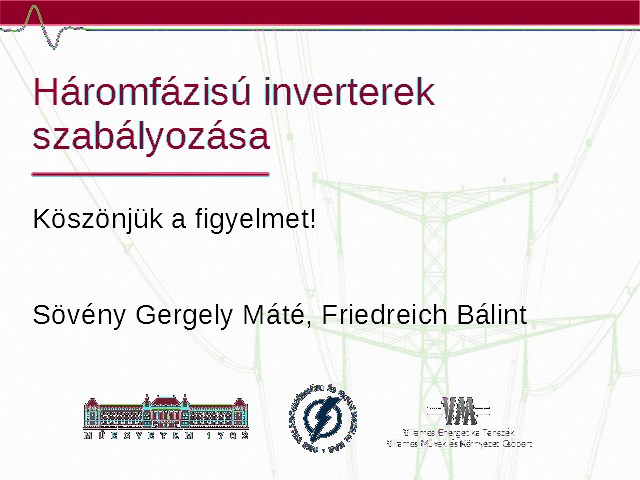 Háromfázisú inverterek
szabályozása
Köszönjük a figyelmet!
Sövény Gergely Máté, Friedreich Bálint
MŰEGYETEM 1782
VM
Villamos Energetika Tanszék
Villamos Művek és Környezet Csoport